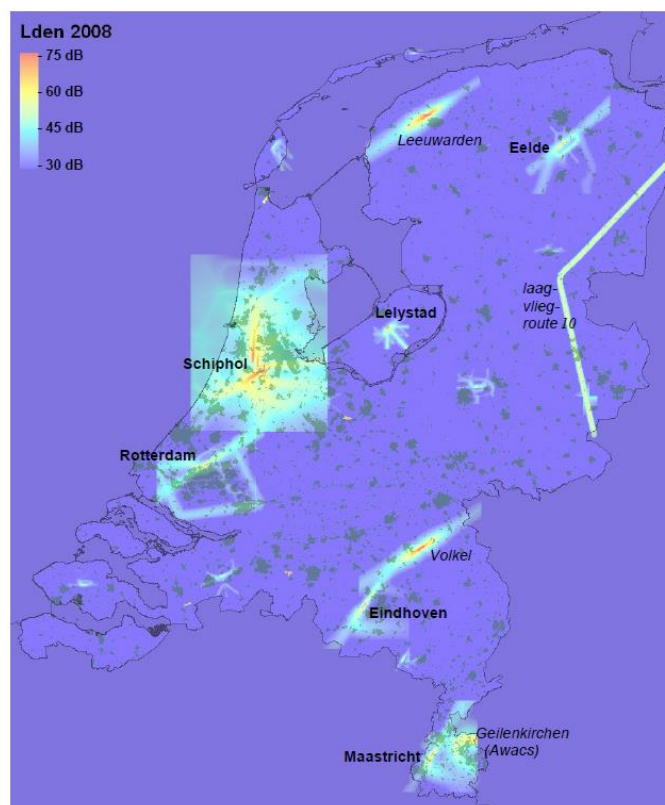 Lden 2008
75 dB
60 dB
45 dB
30 dB
Leeuwarden
Eelde
laag-
vlieg-
route 10
Lelystad
Schiphol
Rotterdam
Volkel
Eindhoven
Geilenkirchen
(Awacs)
Maastricht